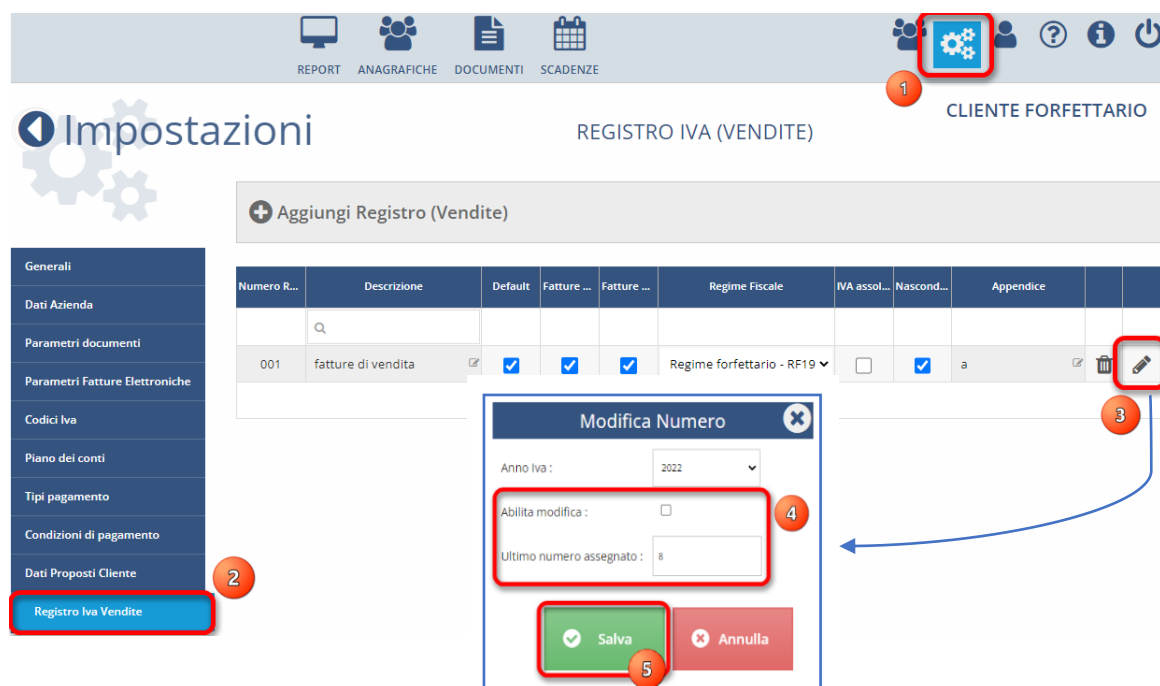 REPORT ANAGRAFICHE DOCUMENTI SCADENZE
1
Impostazioni
REGISTRO IVA (VENDITE)
CLIENTE FORFETTARIO
Aggiungi Registro (Vendite)
Generali
Dati Azienda
Parametri documenti
Parametri Fatture Elettroniche
Codici Iva
Piano dei conti
Tipi pagamento
Condizioni di pagamento
Dati Proposti Cliente
2
Registro Iva Vendite
Numero R... Descrizione Default Fatture ... Fatture ... Regime Fiscale IVA assol... Nascond... Appendice
001 fatture di vendita Regime forfettario - RF19 a
3
Modifica Numero
Anno Iva : 2022
Abilita modifica :
4
Ultimo numero assegnato : 8
Salva Annulla
5